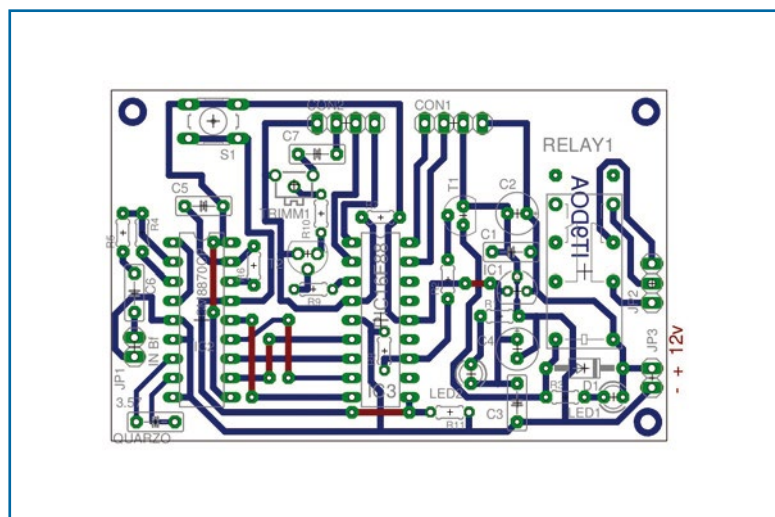 CON2
CON1
C7
RELAY1
S1
C5
T1
C2
TRIMM1
R10
R5
R4
C1
IC1
C6
R9
JP2
IN Bf
C4
JP1
IC3
JP3
- + 12v
3.57
LED2
R11
C3
D1
LED1
QUARZO